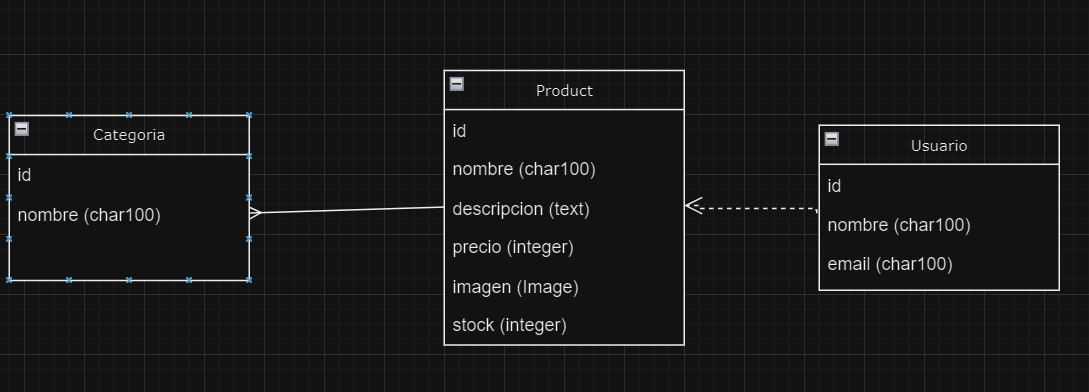 Categoria
id
nombre (char100)
Product
id
nombre (char100)
descripcion (text)
precio (integer)
imagen (Image)
stock (integer)
Usuario
id
nombre (char100)
email (char100)